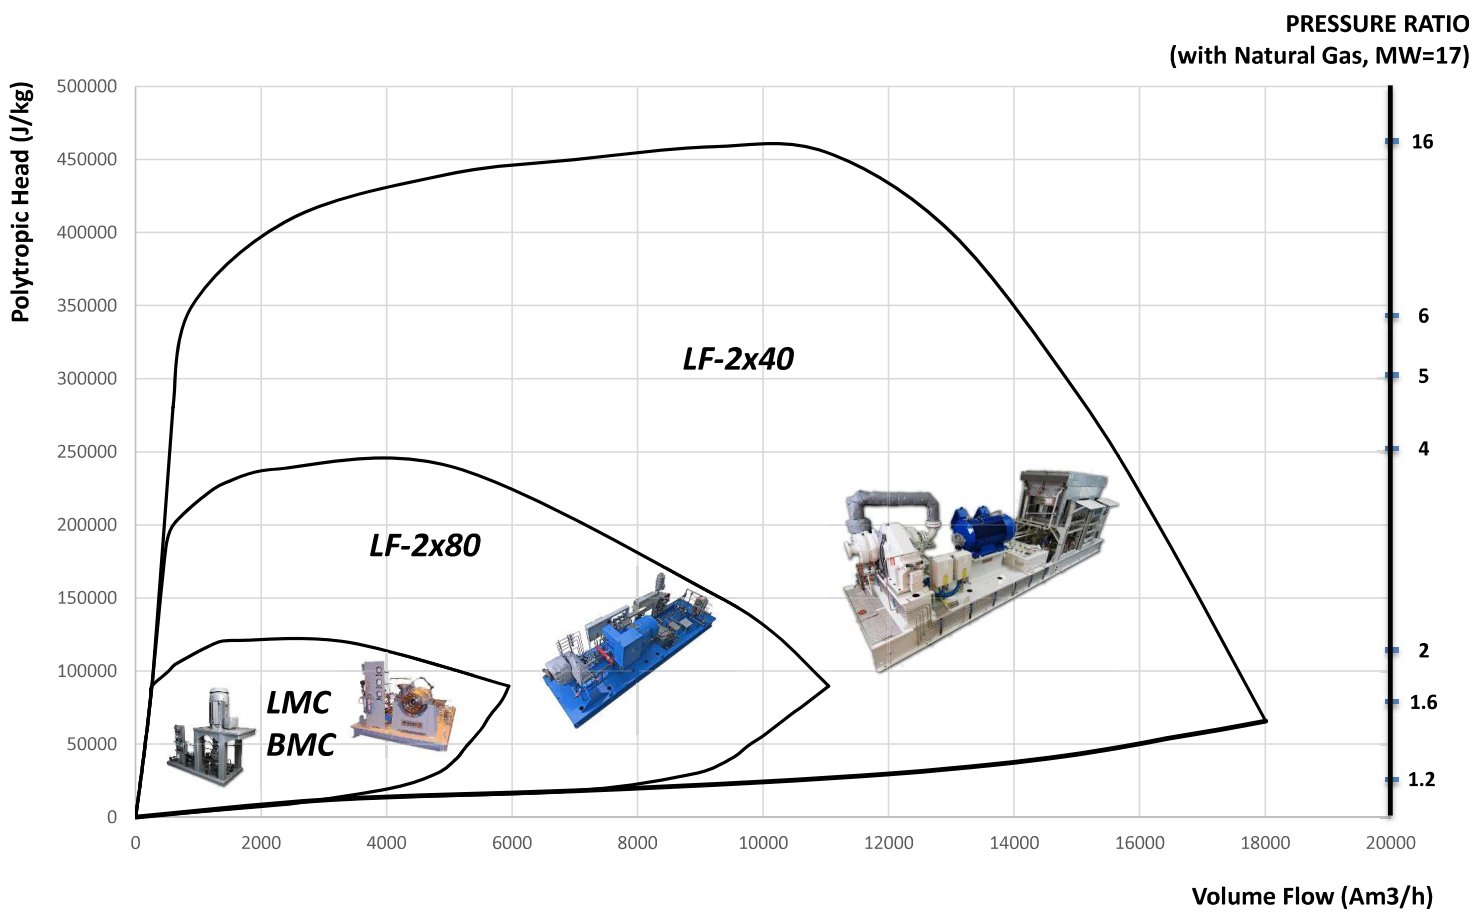 PRESSURE RATIO
(with Natural Gas, MW=17)
Polytropic Head (J/kg)
500000
450000
400000
350000
300000
250000
200000
150000
100000
50000
0
16
6
5
4
2
1.6
1.2
LF-2x40
LF-2x80
LMC
BMC
0 2000 4000 6000 8000 10000 12000 14000 16000 18000 20000
Volume Flow (Am3/h)